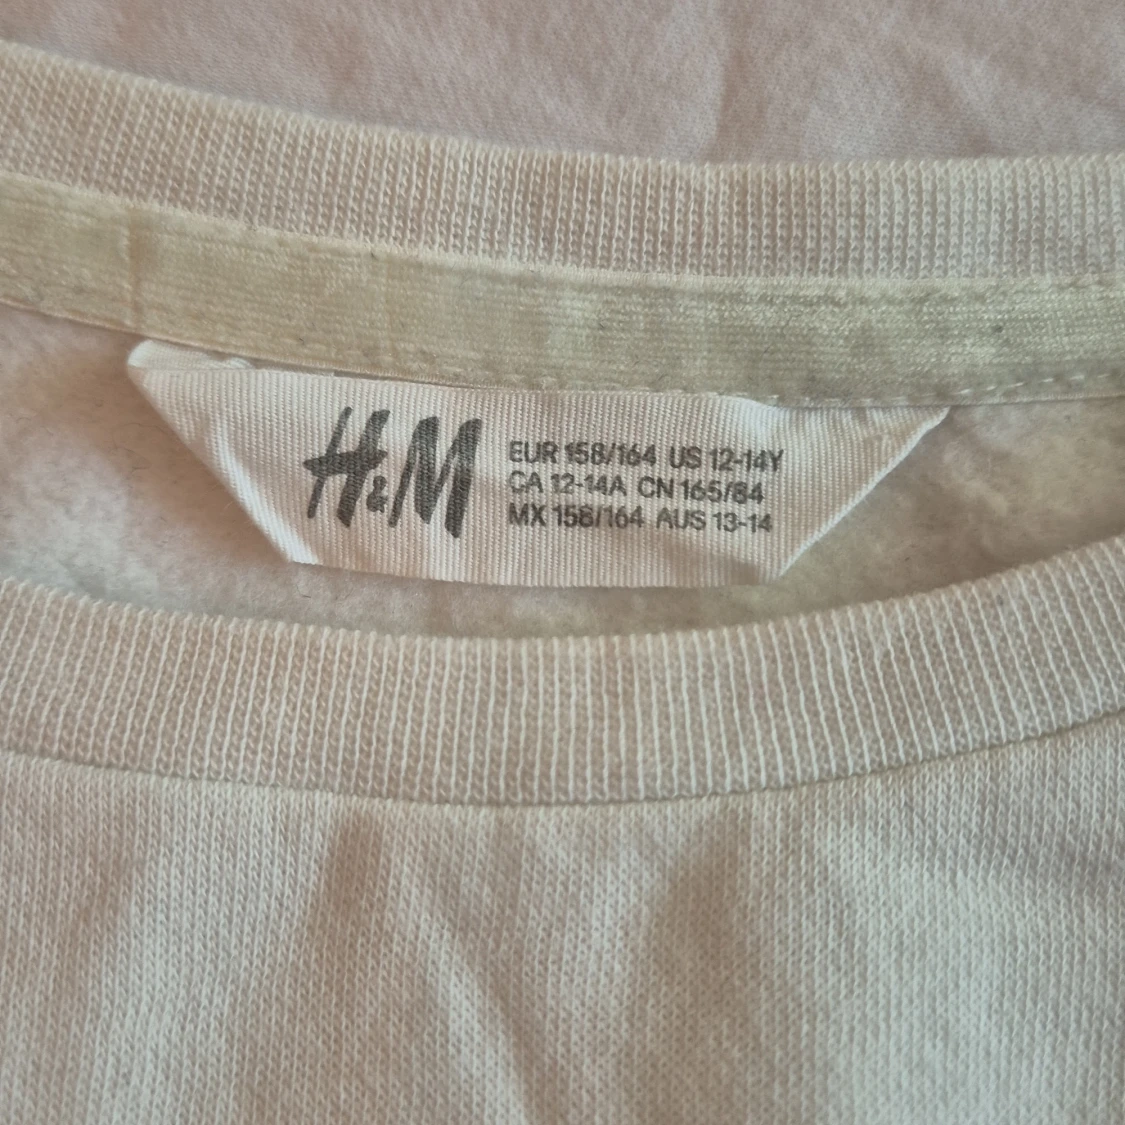 H&M
EUR 158/164 US 12-14Y
CA 12-14A CN 165/84
MX 158/164 AUS 13-14